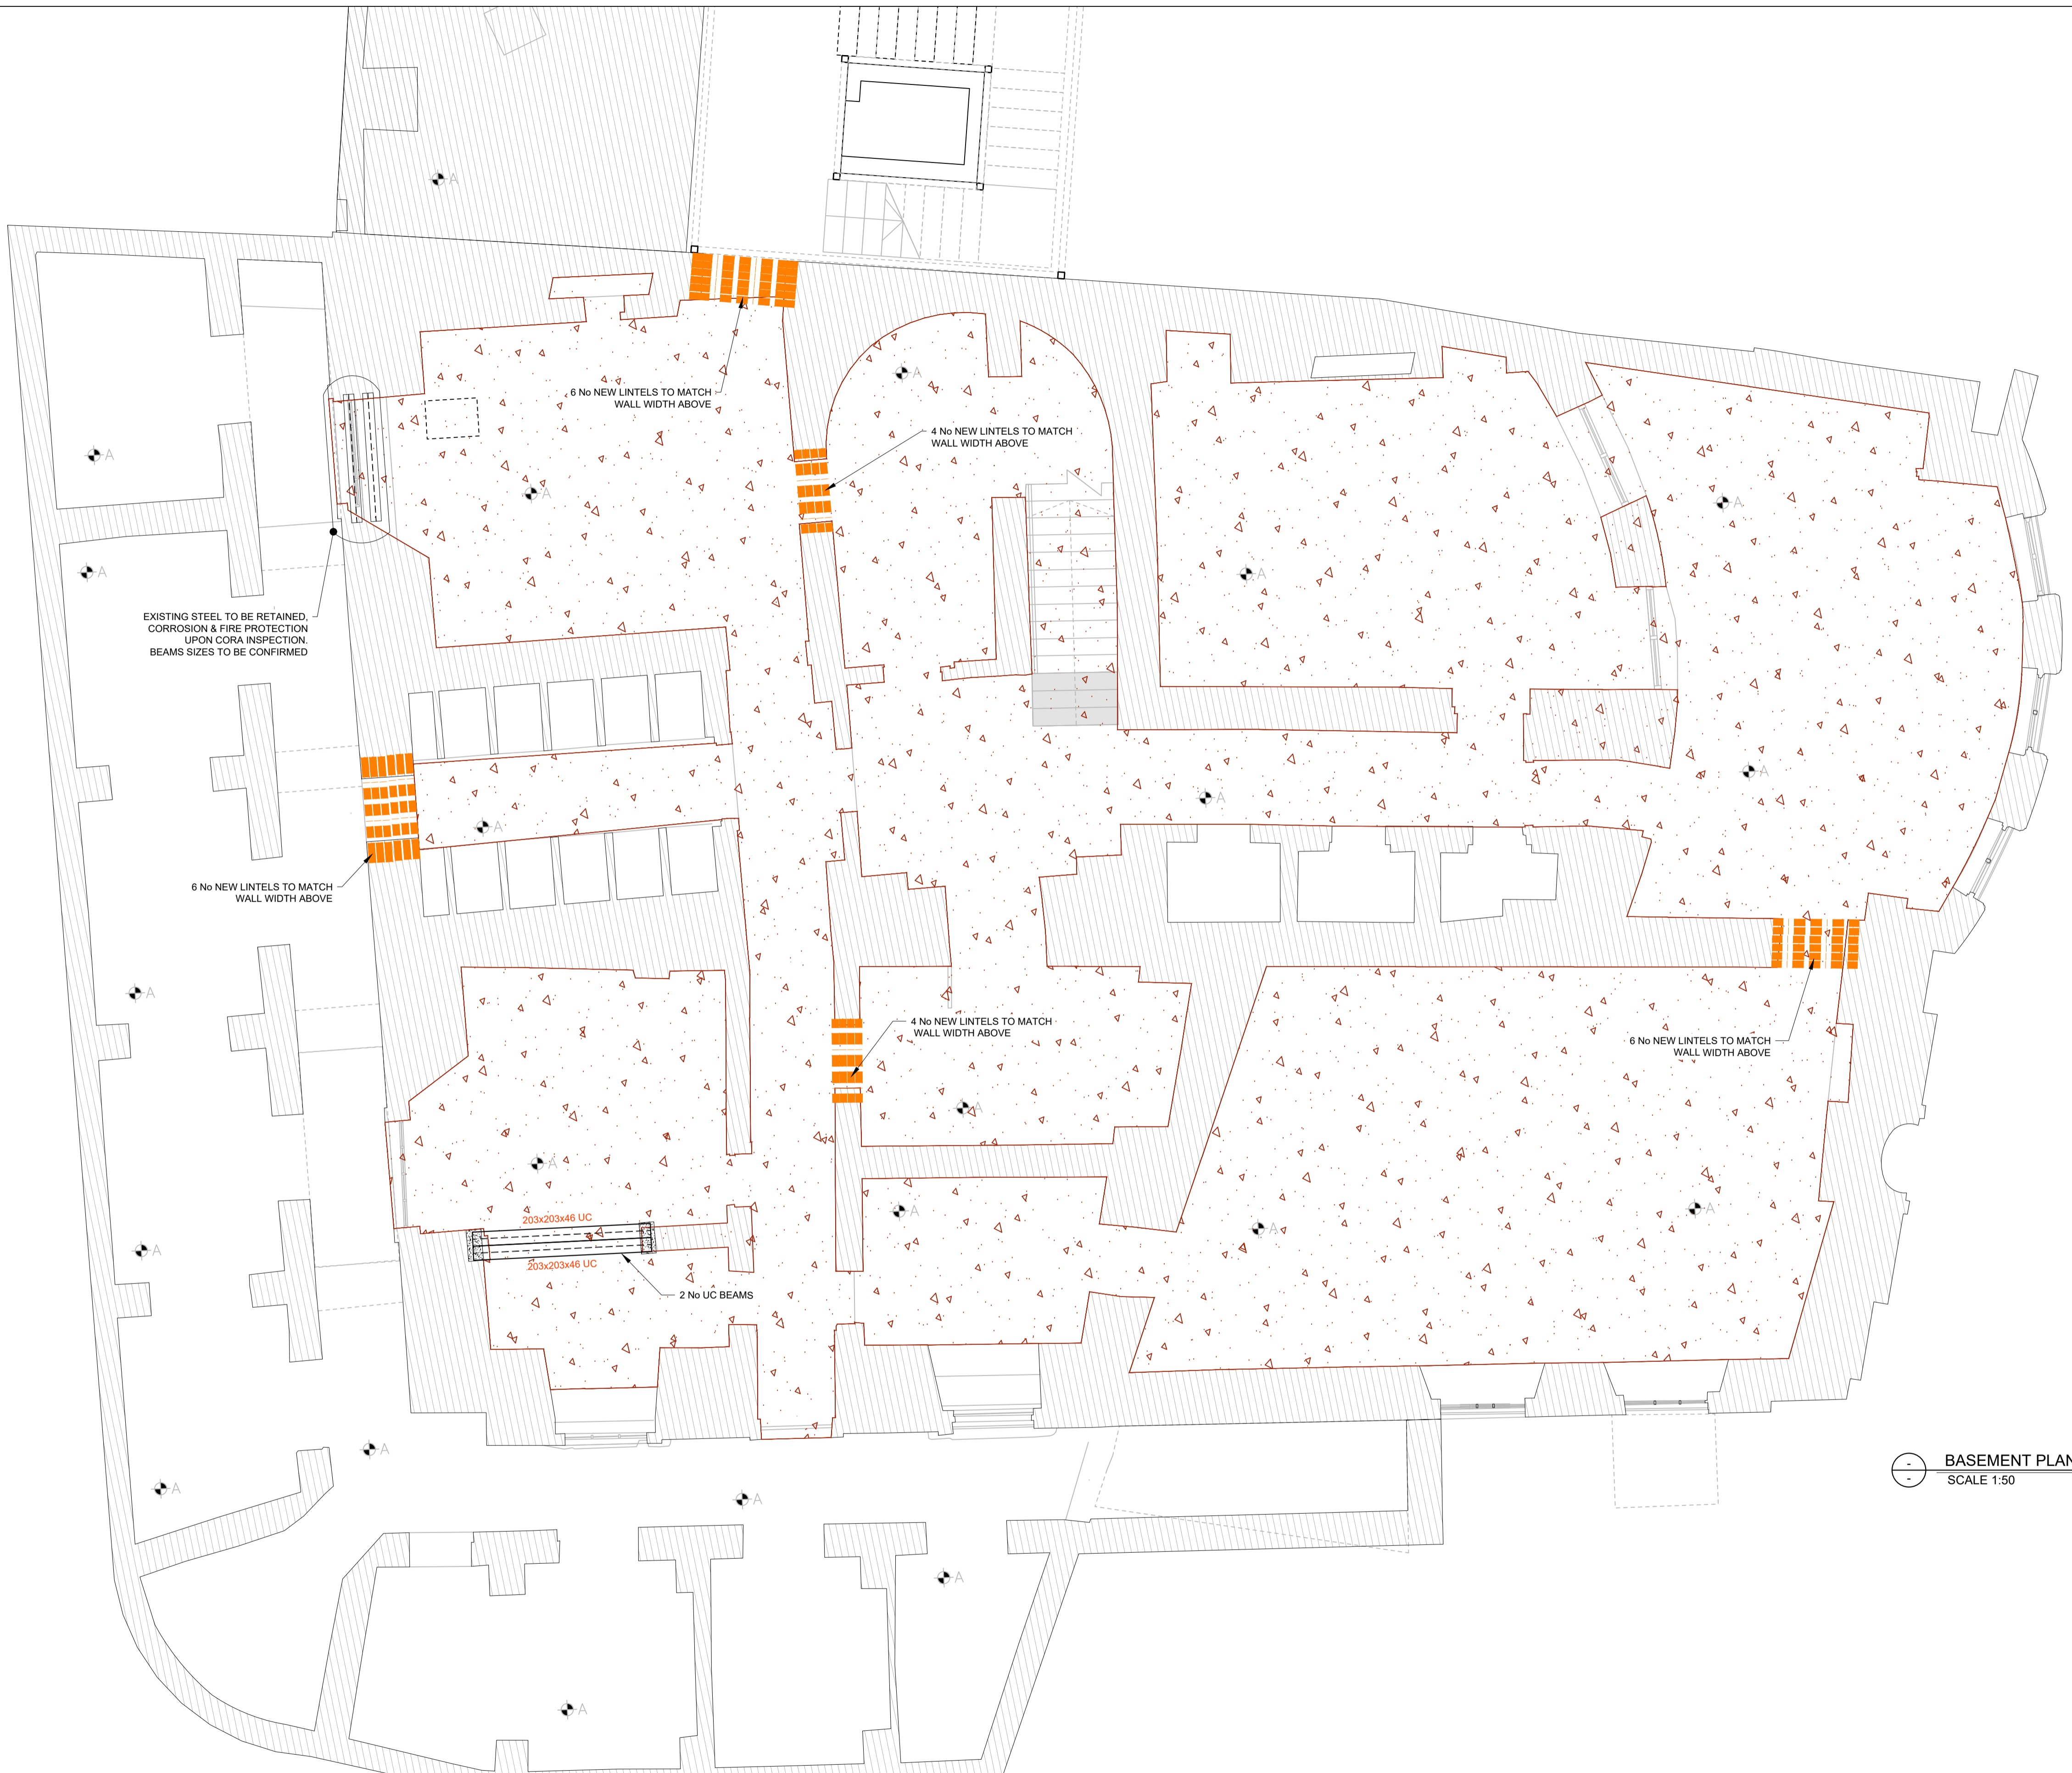 A
6 No NEW LINTELS TO MATCH
WALL WIDTH ABOVE
A
4 No NEW LINTELS TO MATCH
WALL WIDTH ABOVE
A
A
A
A
A
EXISTING STEEL TO BE RETAINED,
CORROSION & FIRE PROTECTION
UPON CORA INSPECTION.
BEAMS SIZES TO BE CONFIRMED
A
A
A
6 No NEW LINTELS TO MATCH
WALL WIDTH ABOVE
A
4 No NEW LINTELS TO MATCH
WALL WIDTH ABOVE
6 No NEW LINTELS TO MATCH
WALL WIDTH ABOVE
A
A
A
203x203x46 UC
A
A
A
203x203x46 UC
2 No UC BEAMS
A
A
A
- BASEMENT PLAN
- SCALE 1:50
A
A